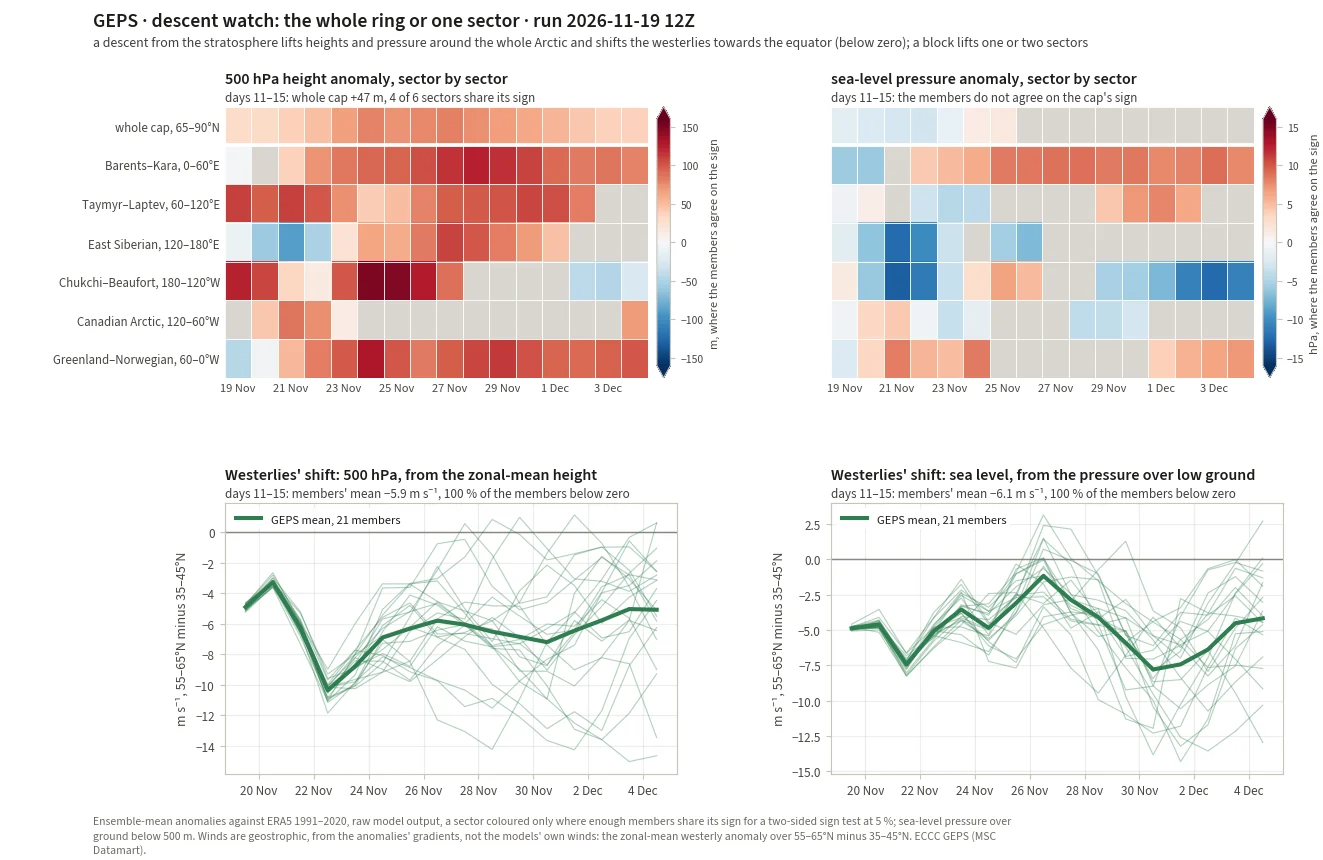 GEPS · descent watch: the whole ring or one sector · run 2026-11-19 12Z
a descent from the stratosphere lifts heights and pressure around the whole Arctic and shifts the westerlies towards the equator (below zero); a block lifts one or two sectors
500 hPa height anomaly, sector by sector
days 11–15: whole cap +47 m, 4 of 6 sectors share its sign
whole cap, 65–90°N
Barents–Kara, 0–60°E
Taymyr–Laptev, 60–120°E
East Siberian, 120–180°E
Chukchi–Beaufort, 180–120°W
Canadian Arctic, 120–60°W
Greenland–Norwegian, 60–0°W
19 Nov 21 Nov 23 Nov 25 Nov 27 Nov 29 Nov 1 Dec 3 Dec
150
100
50
0
−50
−100
−150
m, where the members agree on the sign
sea-level pressure anomaly, sector by sector
days 11–15: the members do not agree on the cap's sign
19 Nov 21 Nov 23 Nov 25 Nov 27 Nov 29 Nov 1 Dec 3 Dec
15
10
5
0
−5
−10
−15
hPa, where the members agree on the sign
Westerlies' shift: 500 hPa, from the zonal-mean height
days 11–15: members' mean −5.9 m s⁻¹, 100 % of the members below zero
GEPS mean, 21 members
0
−2
−4
−6
−8
−10
−12
−14
m s⁻¹, 55–65°N minus 35–45°N
20 Nov 22 Nov 24 Nov 26 Nov 28 Nov 30 Nov 2 Dec 4 Dec
Westerlies' shift: sea level, from the pressure over low ground
days 11–15: members' mean −6.1 m s⁻¹, 100 % of the members below zero
GEPS mean, 21 members
2.5
0.0
−2.5
−5.0
−7.5
−10.0
−12.5
−15.0
m s⁻¹, 55–65°N minus 35–45°N
20 Nov 22 Nov 24 Nov 26 Nov 28 Nov 30 Nov 2 Dec 4 Dec
Ensemble-mean anomalies against ERA5 1991–2020, raw model output, a sector coloured only where enough members share its sign for a two-sided sign test at 5 %; sea-level pressure over
ground below 500 m. Winds are geostrophic, from the anomalies' gradients, not the models' own winds: the zonal-mean westerly anomaly over 55–65°N minus 35–45°N. ECCC GEPS (MSC
Datamart).